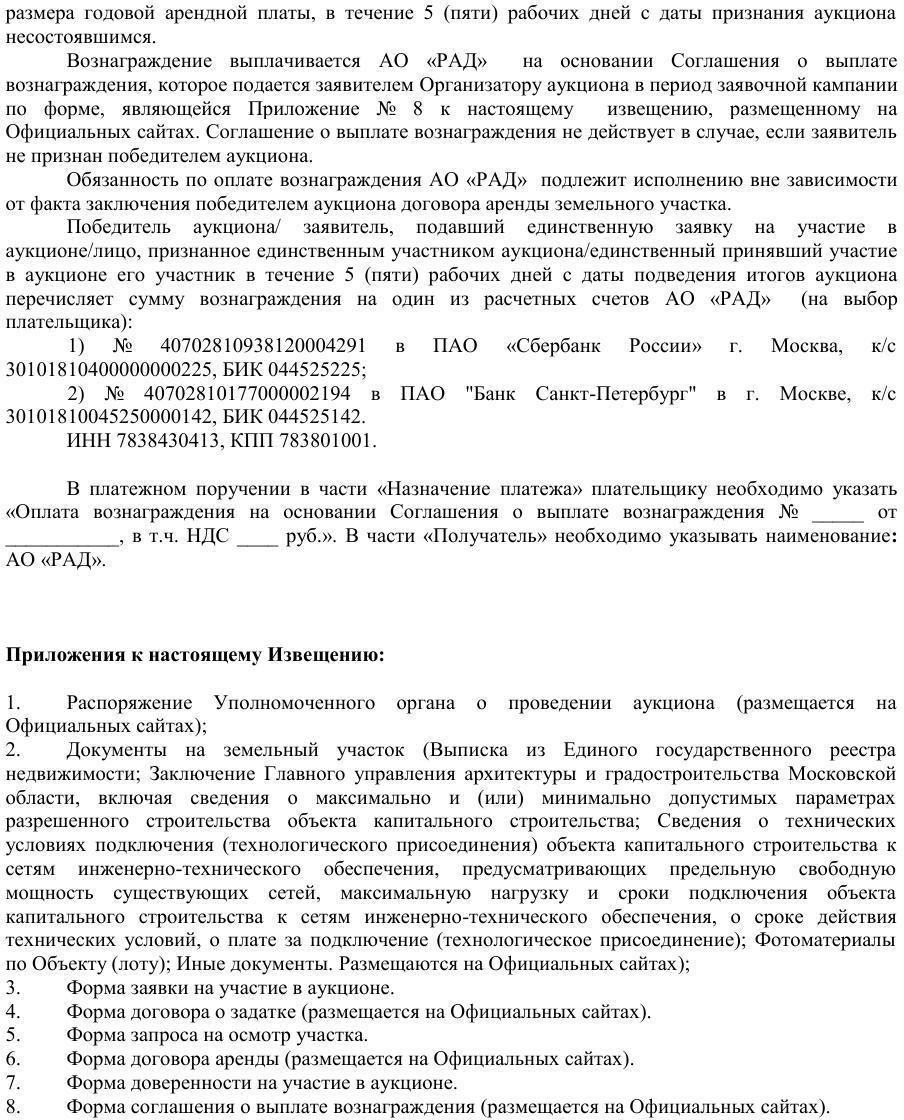 размера годовой арендной платы, в течение 5 (пяти) рабочих дней с даты признания аукциона
несостоявшимся.
Вознаграждение выплачивается АО «РАД» на основании Соглашения о выплате
вознаграждения, которое подается заявителем Организатору аукциона в период заявочной кампании
по форме, являющейся Приложение № 8 к настоящему извещению, размещенному на
Официальных сайтах. Соглашение о выплате вознаграждения не действует в случае, если заявитель
не признан победителем аукциона.
Обязанность по оплате вознаграждения АО «РАД» подлежит исполнению вне зависимости
от факта заключения победителем аукциона договора аренды земельного участка.
Победитель аукциона/ заявитель, подавший единственную заявку на участие в
аукционе/лицо, признанное единственным участником аукциона/единственный принявший участие
в аукционе его участник в течение 5 (пяти) рабочих дней с даты подведения итогов аукциона
перечисляет сумму вознаграждения на один из расчетных счетов АО «РАД» (на выбор
плательщика):
1) № 40702810938120004291 в ПАО «Сбербанк России» г. Москва, к/с
30101810400000000225, БИК 044525225;
2) № 40702810177000002194 в ПАО "Банк Санкт-Петербург" в г. Москве, к/с
30101810045250000142, БИК 044525142.
ИНН 7838430413, КПП 783801001.
В платежном поручении в части «Назначение платежа» плательщику необходимо указать
«Оплата вознаграждения на основании Соглашения о выплате вознаграждения № _____ от
___________, в т.ч. НДС ____ руб.». В части «Получатель» необходимо указывать наименование:
АО «РАД».
Приложения к настоящему Извещению:
1. Распоряжение Уполномоченного органа о проведении аукциона (размещается на
Официальных сайтах);
2. Документы на земельный участок (Выписка из Единого государственного реестра
недвижимости; Заключение Главного управления архитектуры и градостроительства Московской
области, включая сведения о максимально и (или) минимально допустимых параметрах
разрешенного строительства объекта капитального строительства; Сведения о технических
условиях подключения (технологического присоединения) объекта капитального строительства к
сетям инженерно-технического обеспечения, предусматривающих предельную свободную
мощность существующих сетей, максимальную нагрузку и сроки подключения объекта
капитального строительства к сетям инженерно-технического обеспечения, о сроке действия
технических условий, о плате за подключение (технологическое присоединение); Фотоматериалы
по Объекту (лоту); Иные документы. Размещаются на Официальных сайтах);
3. Форма заявки на участие в аукционе.
4. Форма договора о задатке (размещается на Официальных сайтах).
5. Форма запроса на осмотр участка.
6. Форма договора аренды (размещается на Официальных сайтах).
7. Форма доверенности на участие в аукционе.
8. Форма соглашения о выплате вознаграждения (размещается на Официальных сайтах).